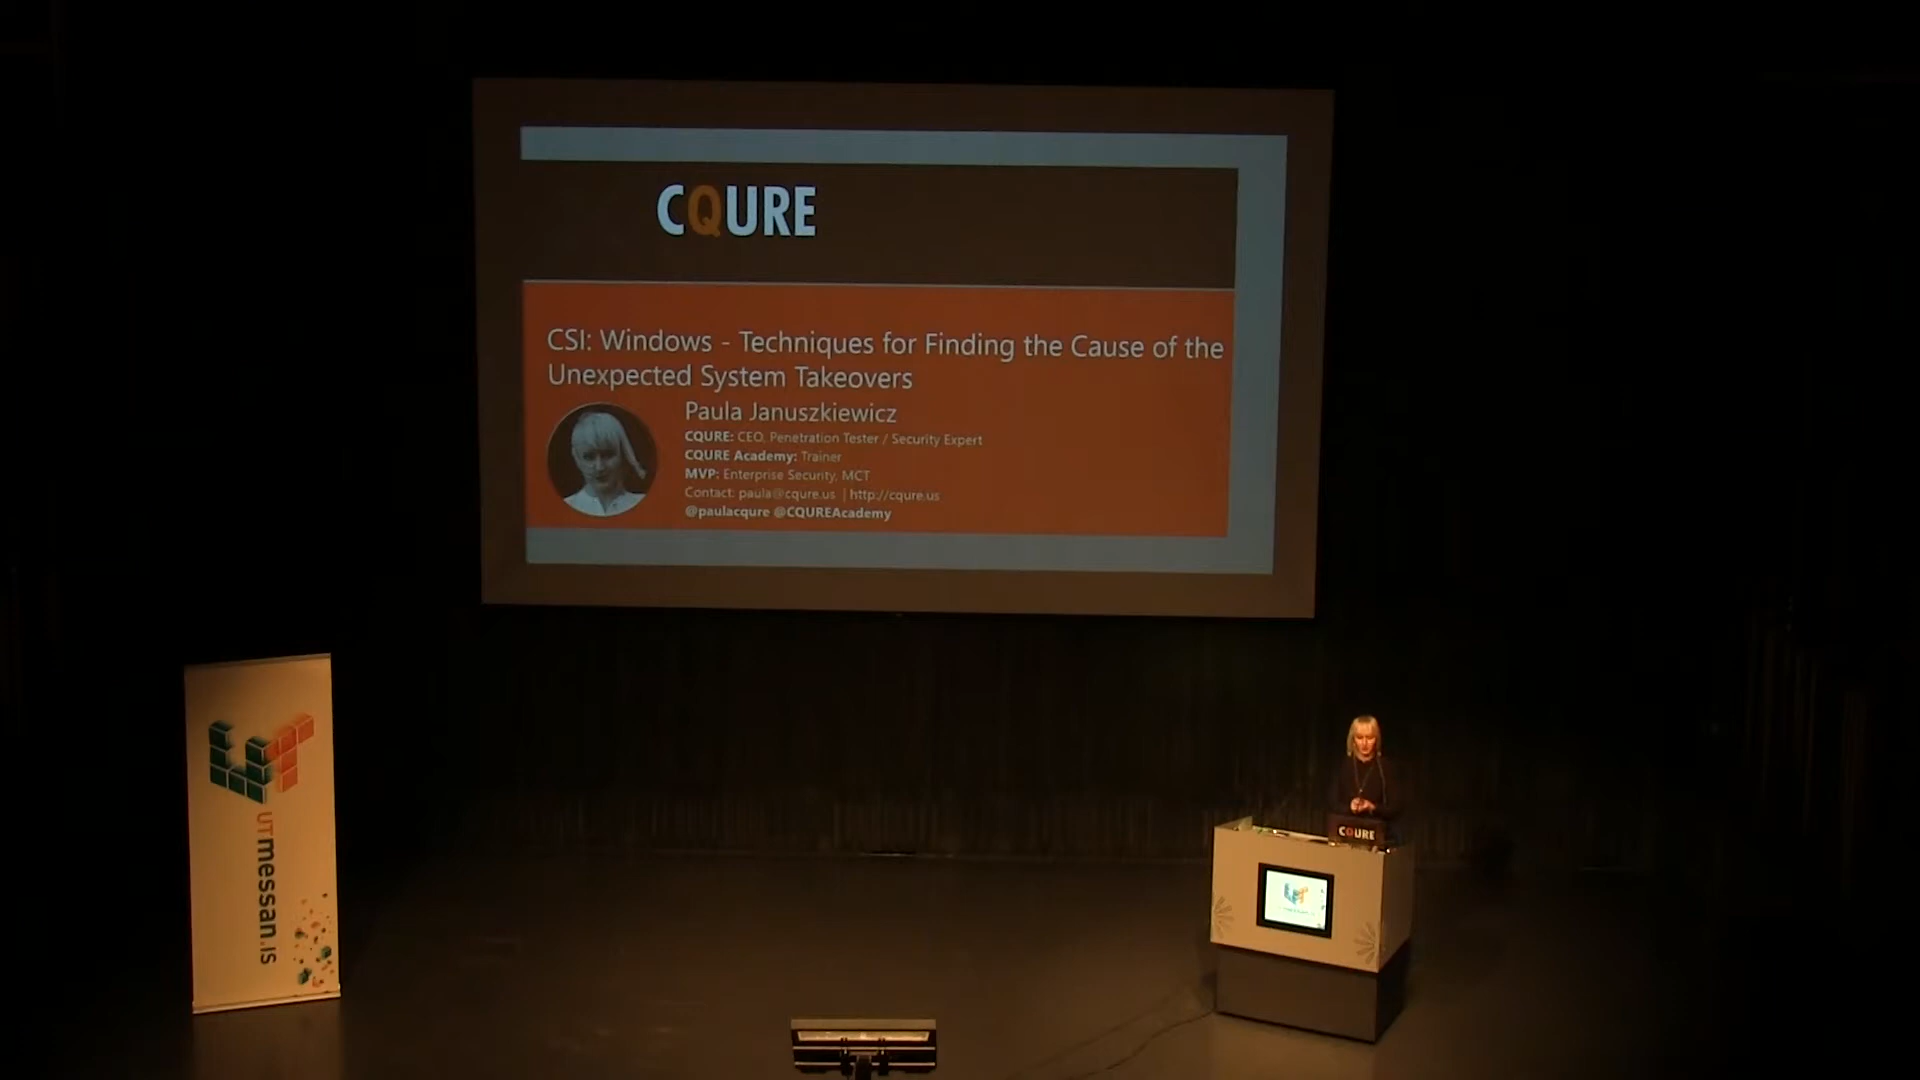 CQURE
CSI: Windows - Techniques for Finding the Cause of the
Unexpected System Takeovers
Paula Januszkiewicz
CQURE: CEO, Penetration Tester / Security Expert
CQURE Academy: Trainer
MVP: Enterprise Security, MCT
Contact: paula@cqure.us | http://cqure.us
@paulacqure @CQUREAcademy
UTmessan.is
CQURE